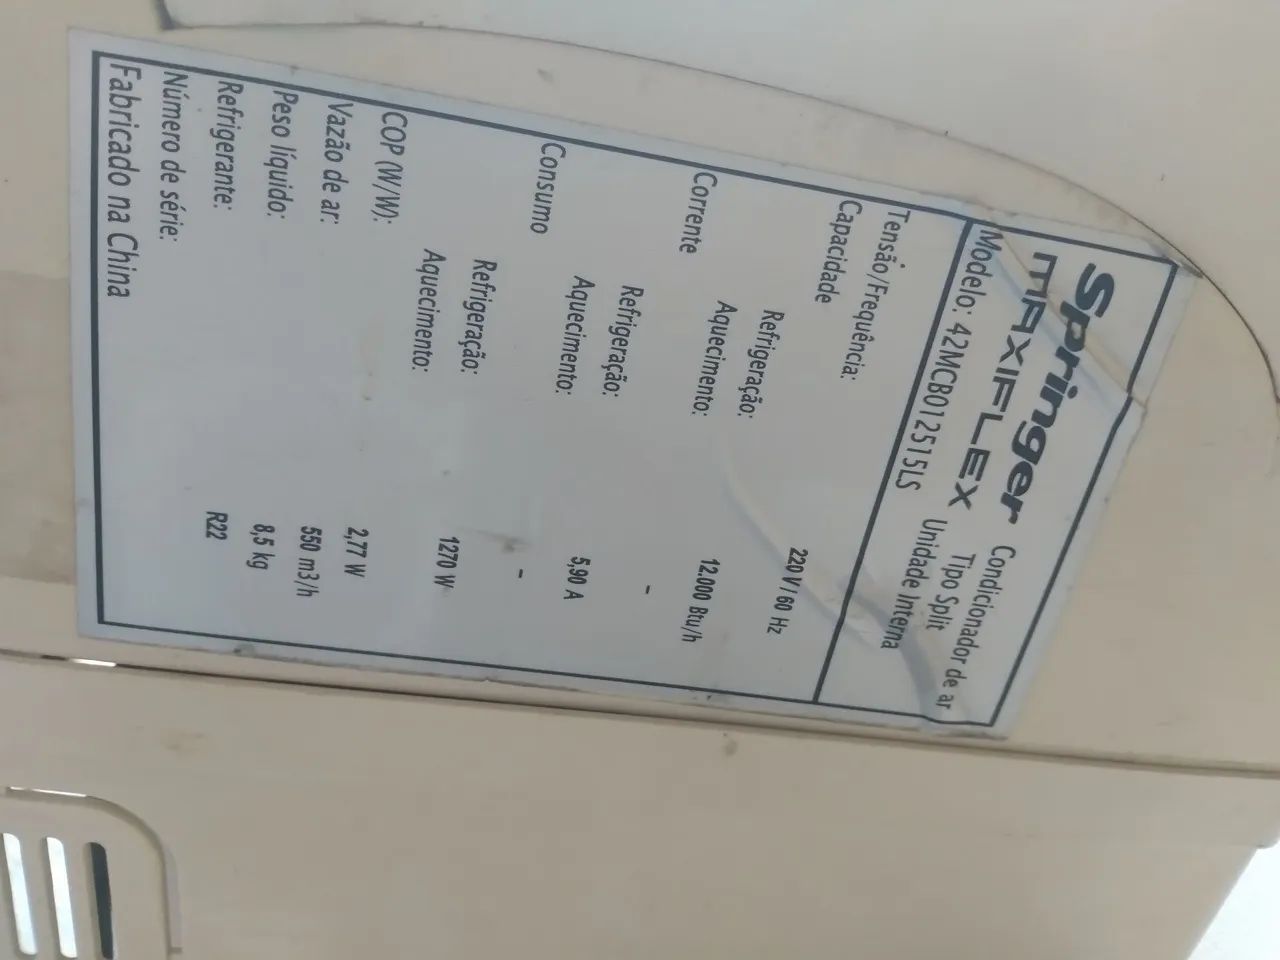 Springer
MAXIFLEX
Condicionador de ar
Tipo Split
Unidade Interna
Modelo: 42MCB012515LS
Tensão/Frequência: 220 V / 60 Hz
Capacidade
Refrigeração: 12.000 Btu/h
Aquecimento: -
Corrente
Refrigeração: 5,90 A
Aquecimento: -
Consumo
Refrigeração: 1270 W
Aquecimento:
COP (W/W): 2,77 W
Vazão de ar: 550 m3/h
Peso líquido: 8,5 kg
Refrigerante: R22
Número de série:
Fabricado na China